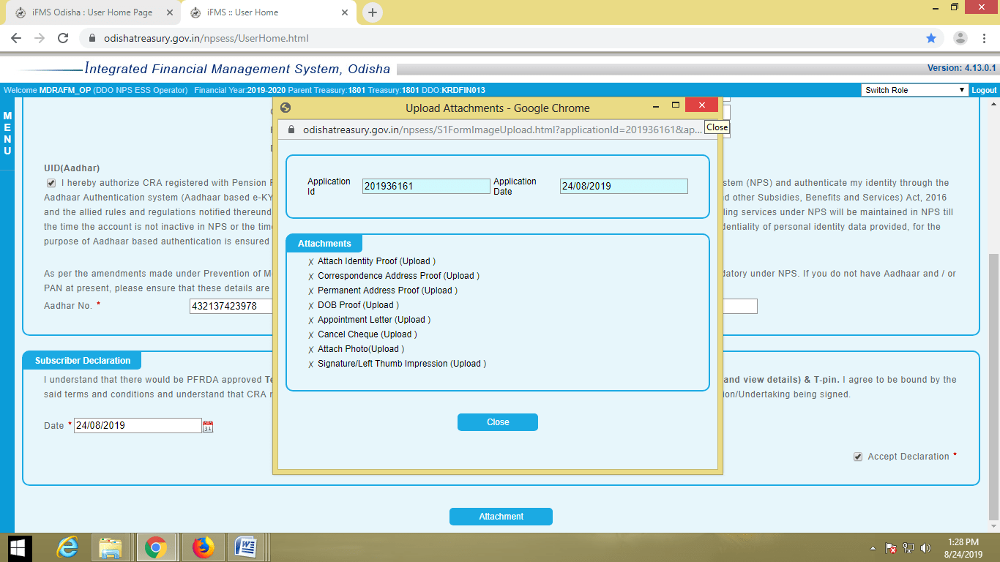 iFMS Odisha : User Home Page
iFMS :: User Home
odishatreasury.gov.in/npsess/UserHome.html
Integrated Financial Management System, Odisha
Version: 4.13.0.1
Welcome MDRAFM_OP (DDO NPS ESS Operator) Financial Year:2019-2020 Parent Treasury:1801 Treasury:1801 DDO:KRDFIN013
Switch Role
Logout
MENU
Upload Attachments - Google Chrome
odishatreasury.gov.in/npsess/S1FormImageUpload.html?applicationId=201936161&ap...
Close
Application Id
201936161
Application Date
24/08/2019
Attachments
X Attach Identity Proof (Upload )
X Correspondence Address Proof (Upload )
X Permanent Address Proof (Upload )
X DOB Proof (Upload )
X Appointment Letter (Upload )
X Cancel Cheque (Upload )
X Attach Photo(Upload )
X Signature/Left Thumb Impression (Upload )
Close
UID(Aadhar)
I hereby authorize CRA registered with Pension stem (NPS) and authenticate my identity through the
Aadhaar Authentication system (Aadhaar based e-KY d other Subsidies, Benefits and Services) Act, 2016
and the allied rules and regulations notified thereund ling services under NPS will be maintained in NPS till
the time the account is not inactive in NPS or the tim dentiality of personal identity data provided, for the
purpose of Aadhaar based authentication is ensured
As per the amendments made under Prevention of M datory under NPS. If you do not have Aadhaar and / or
PAN at present, please ensure that these details are
Aadhar No. * 432137423978
Subscriber Declaration
I understand that there would be PFRDA approved Te and view details) & T-pin. I agree to be bound by the
said terms and conditions and understand that CRA ion/Undertaking being signed.
Date * 24/08/2019
31
Accept Declaration *
Attachment
1:28 PM
8/24/2019